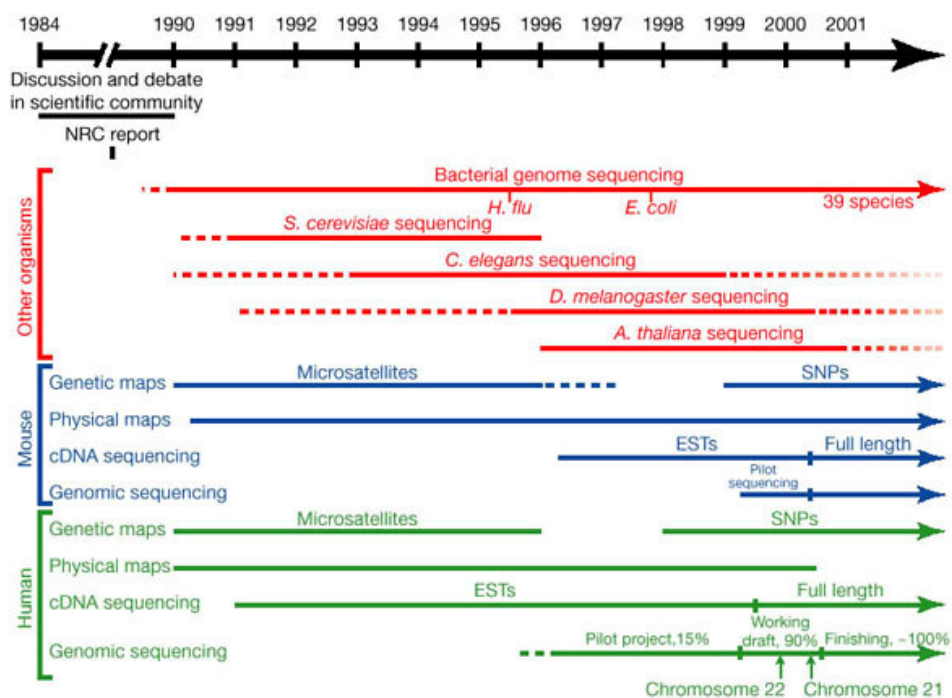 1984 1990 1991 1992 1993 1994 1995 1996 1997 1998 1999 2000 2001
Discussion and debate
in scientific community
NRC report
Other organisms
Bacterial genome sequencing
H. flu E. coli 39 species
S. cerevisiae sequencing
C. elegans sequencing
D. melanogaster sequencing
A. thaliana sequencing
Mouse
Genetic maps Microsatellites SNPs
Physical maps
cDNA sequencing ESTs Full length
Pilot
sequencing
Genomic sequencing
Human
Genetic maps Microsatellites SNPs
Physical maps
cDNA sequencing ESTs Full length
Working
Genomic sequencing Pilot project,15% draft, 90% Finishing, ~100%
Chromosome 22 Chromosome 21